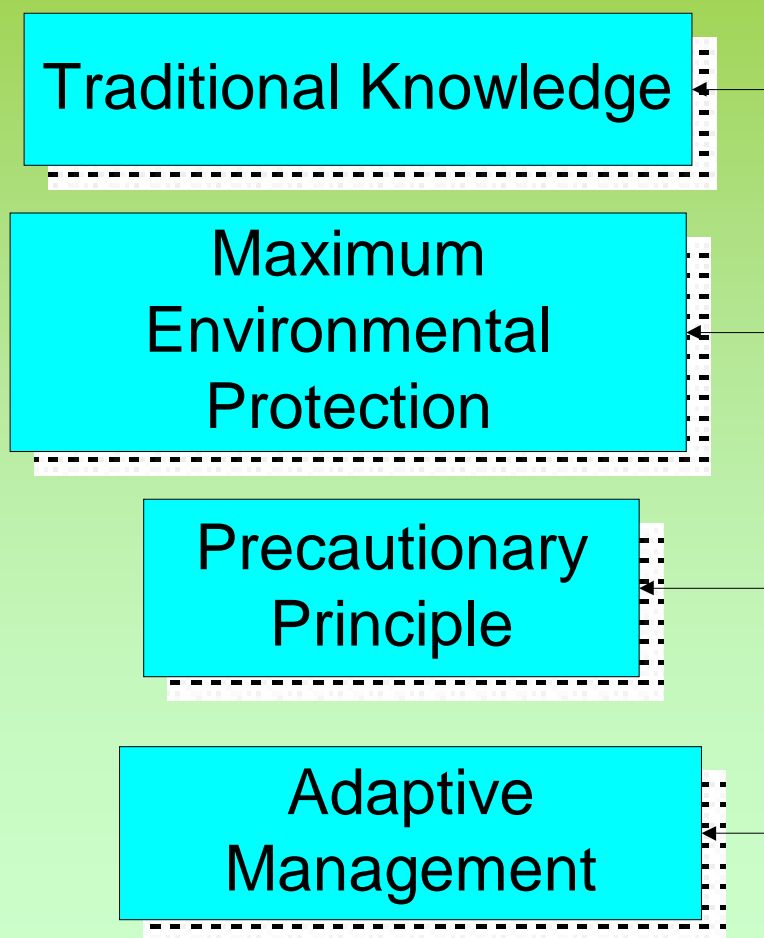 Traditional Knowledge
Maximum
Environmental
Protection
Precautionary
Principle
Adaptive
Management